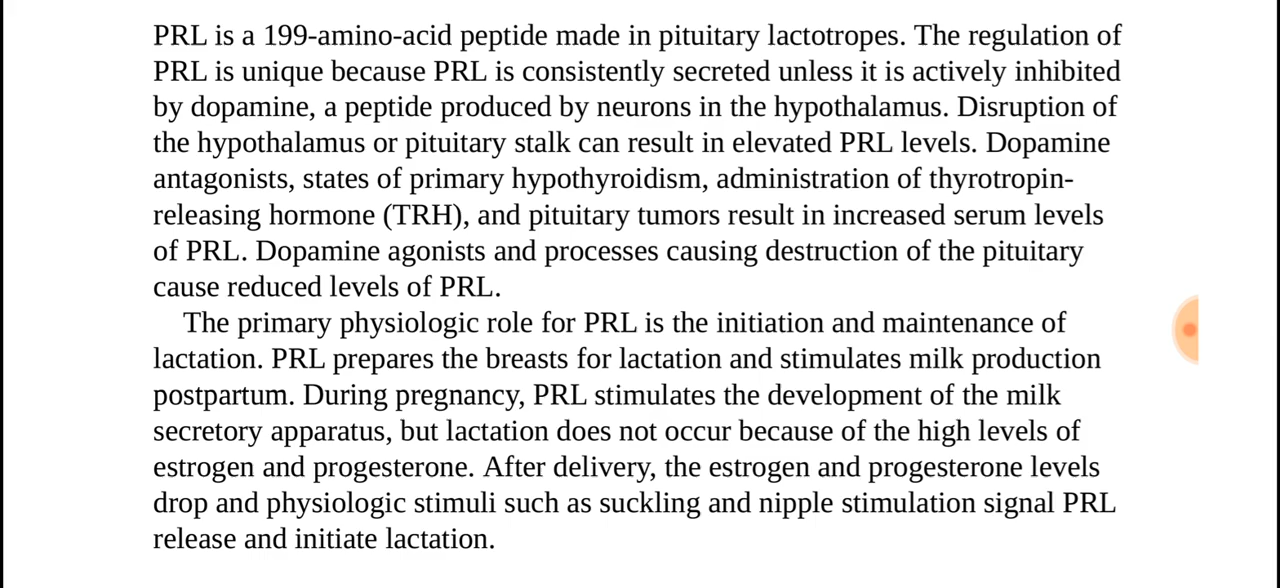 PRL is a 199-amino-acid peptide made in pituitary lactotropes. The regulation of
PRL is unique because PRL is consistently secreted unless it is actively inhibited
by dopamine, a peptide produced by neurons in the hypothalamus. Disruption of
the hypothalamus or pituitary stalk can result in elevated PRL levels. Dopamine
antagonists, states of primary hypothyroidism, administration of thyrotropin-
releasing hormone (TRH), and pituitary tumors result in increased serum levels
of PRL. Dopamine agonists and processes causing destruction of the pituitary
cause reduced levels of PRL.
The primary physiologic role for PRL is the initiation and maintenance of
lactation. PRL prepares the breasts for lactation and stimulates milk production
postpartum. During pregnancy, PRL stimulates the development of the milk
secretory apparatus, but lactation does not occur because of the high levels of
estrogen and progesterone. After delivery, the estrogen and progesterone levels
drop and physiologic stimuli such as suckling and nipple stimulation signal PRL
release and initiate lactation.